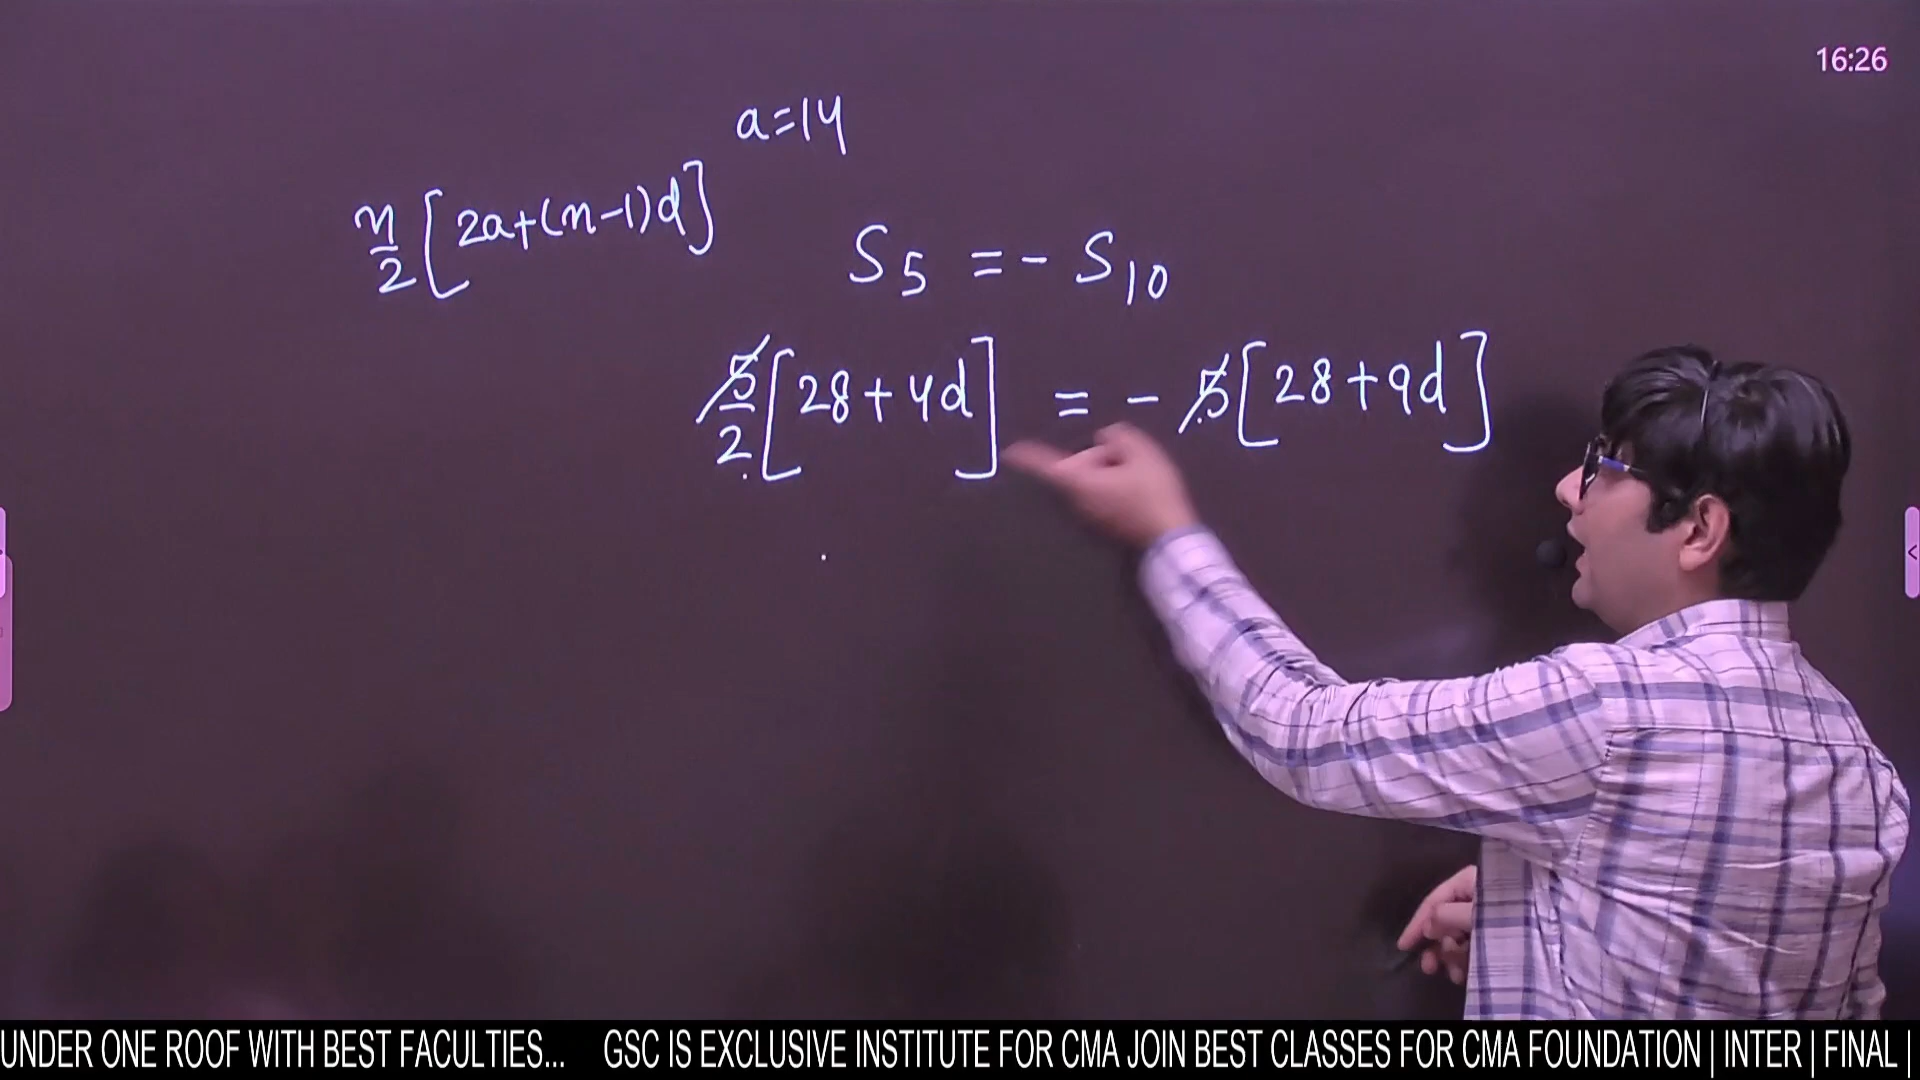 16:26
a=14
n/2 [2a+(n-1)d]
S5 = - S10
5/2 [28+4d] = - 5 [28+9d]
UNDER ONE ROOF WITH BEST FACULTIES... GSC IS EXCLUSIVE INSTITUTE FOR CMA JOIN BEST CLASSES FOR CMA FOUNDATION | INTER | FINAL |